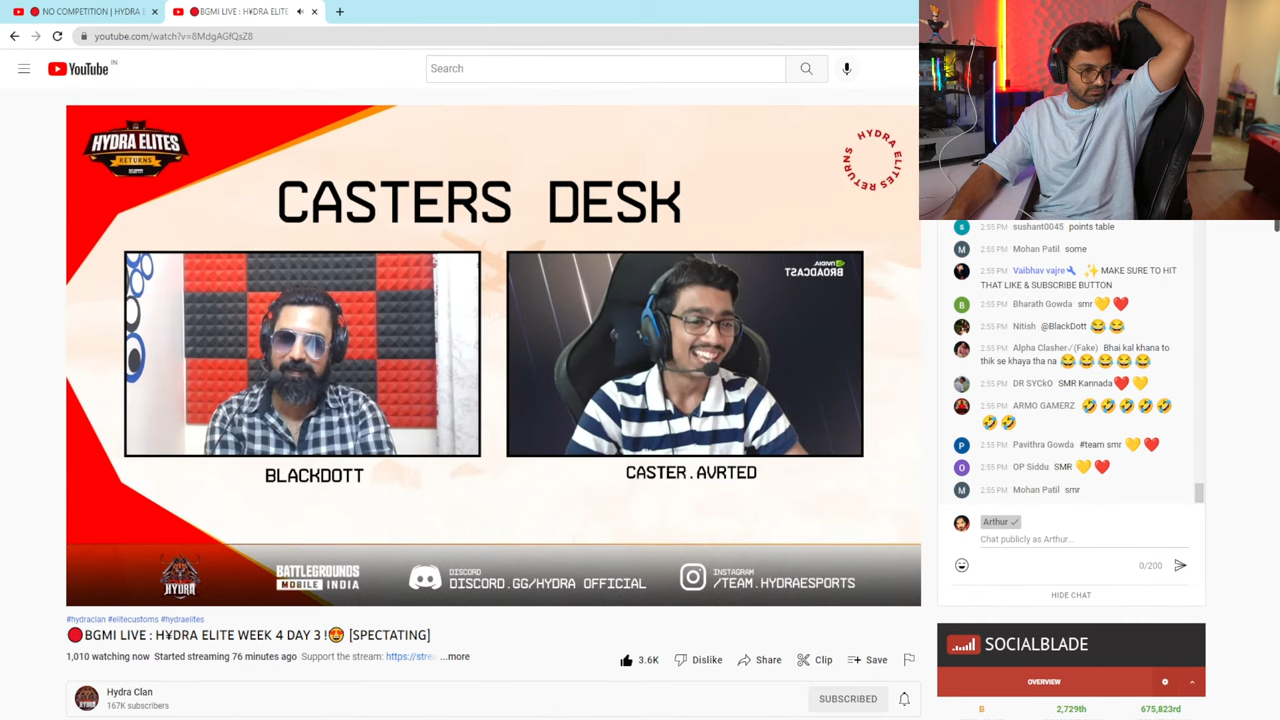 NO COMPETITION | HYDRA E
BGMI LIVE : H¥DRA ELITE
youtube.com/watch?v=8MdgAGfQsZ8
YouTube IN
Search
HYDRA ELITES
RETURNS
HYDRA ELITES RETURNS
CASTERS DESK
NVIDIA
BROADCAST
BLACKDOTT
CASTER.AVRTED
HYDRA
BATTLEGROUNDS
MOBILE INDIA
DISCORD
DISCORD.GG/HYDRA OFFICIAL
INSTAGRAM
/TEAM.HYDRAESPORTS
#hydraclan #elitecustoms #hydraelites
🔴BGMI LIVE : H¥DRA ELITE WEEK 4 DAY 3 !😍 [SPECTATING]
1,010 watching now Started streaming 76 minutes ago Support the stream: https://stre ...more
3.6K Dislike Share Clip Save
Hydra Clan
167K subscribers
SUBSCRIBED
s 2:55 PM sushant0045 points table
M 2:55 PM Mohan Patil some
2:55 PM Vaibhav vajre ✨MAKE SURE TO HIT
THAT LIKE & SUBSCRIBE BUTTON
B 2:55 PM Bharath Gowda smr 💛❤️
2:55 PM Nitish @BlackDott 😂😂
2:55 PM Alpha Clasher✓(Fake) Bhai kal khana to
thik se khaya tha na 😂😂😂😂😂
2:55 PM DR SYCkO SMR Kannada❤️💛
2:55 PM ARMO GAMERZ 🤣🤣🤣🤣🤣
🤣🤣
P 2:55 PM Pavithra Gowda #team smr 💛❤️
O 2:55 PM OP Siddu SMR 💛❤️
M 2:55 PM Mohan Patil smr
Arthur ✓
Chat publicly as Arthur...
0/200
HIDE CHAT
SOCIALBLADE
OVERVIEW
B 2,729th 675,823rd